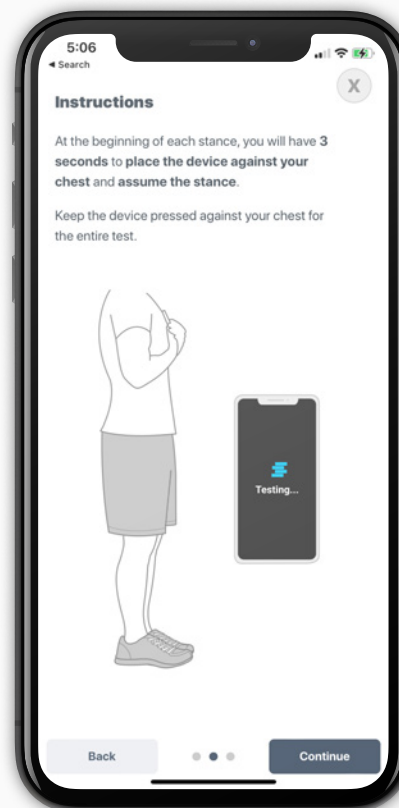 5:06
◀ Search
X
Instructions
At the beginning of each stance, you will have 3
seconds to place the device against your
chest and assume the stance.
Keep the device pressed against your chest for
the entire test.
Testing...
Back
Continue